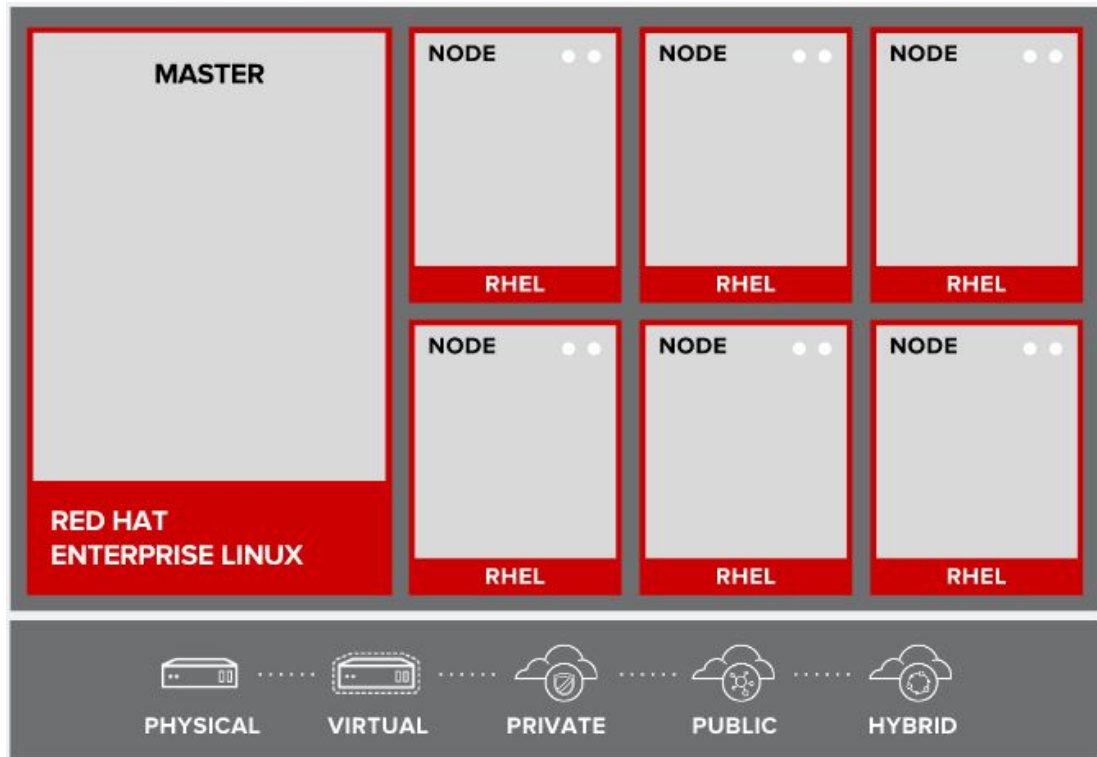 MASTER
RED HAT
ENTERPRISE LINUX
NODE
RHEL
NODE
RHEL
NODE
RHEL
NODE
RHEL
NODE
RHEL
NODE
RHEL
PHYSICAL
VIRTUAL
PRIVATE
PUBLIC
HYBRID